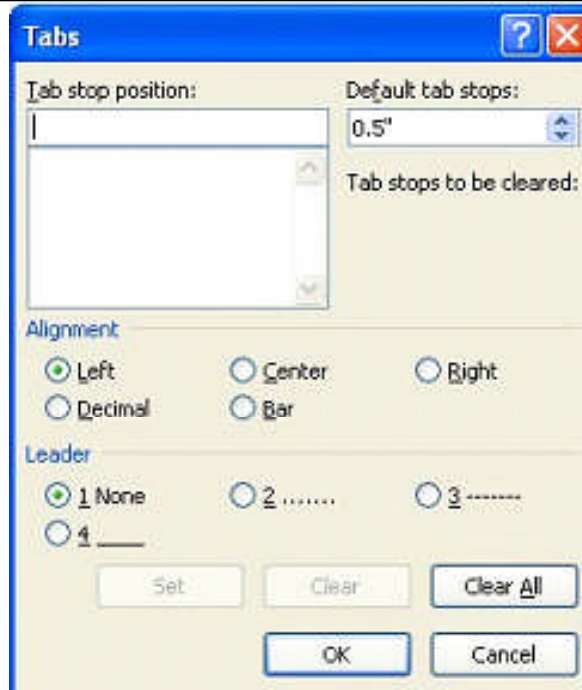 Tabs ?
Tab stop position: Default tab stops:
0.5"
Tab stops to be cleared:
Alignment
Left Center Right
Decimal Bar
Leader
1 None 2 ....... 3 -------
4 ____
Set Clear Clear All
OK Cancel